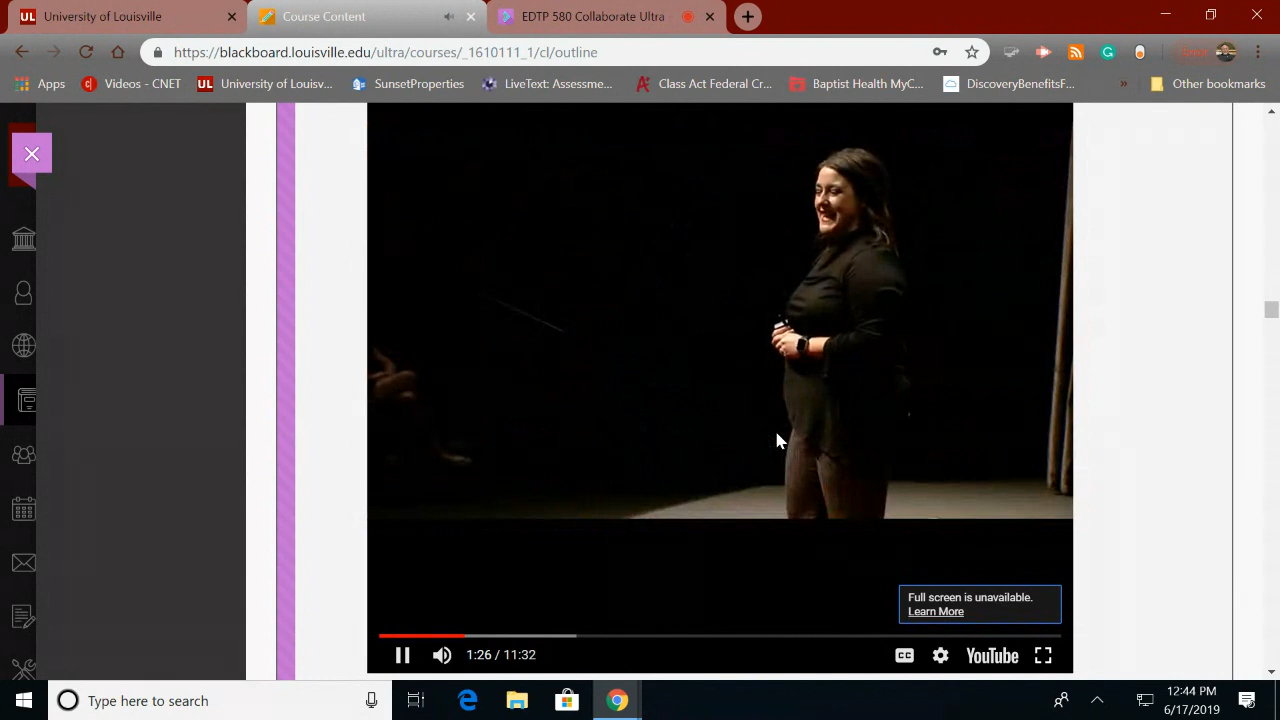 UL University of Louisville
Course Content
EDTP 580 Collaborate Ultra
https://blackboard.louisville.edu/ultra/courses/_1610111_1/cl/outline
Apps
Videos - CNET
UL University of Louisv...
SunsetProperties
LiveText: Assessme...
Class Act Federal Cr...
Baptist Health MyC...
DiscoveryBenefitsF...
»
Other bookmarks
Full screen is unavailable.
Learn More
1:26 / 11:32
CC
YouTube
Type here to search
12:44 PM
6/17/2019